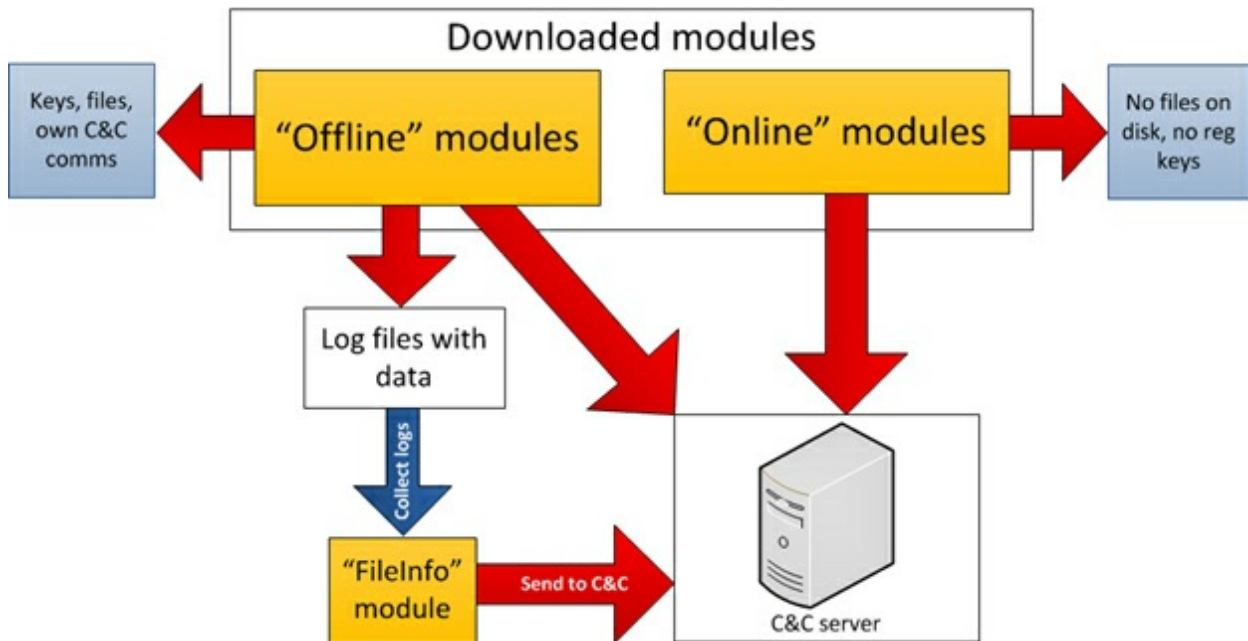 Downloaded modules
Keys, files,
own C&C
comms
“Offline” modules
“Online” modules
No files on
disk, no reg
keys
Log files with
data
Collect logs
“FileInfo”
module
Send to C&C
C&C server